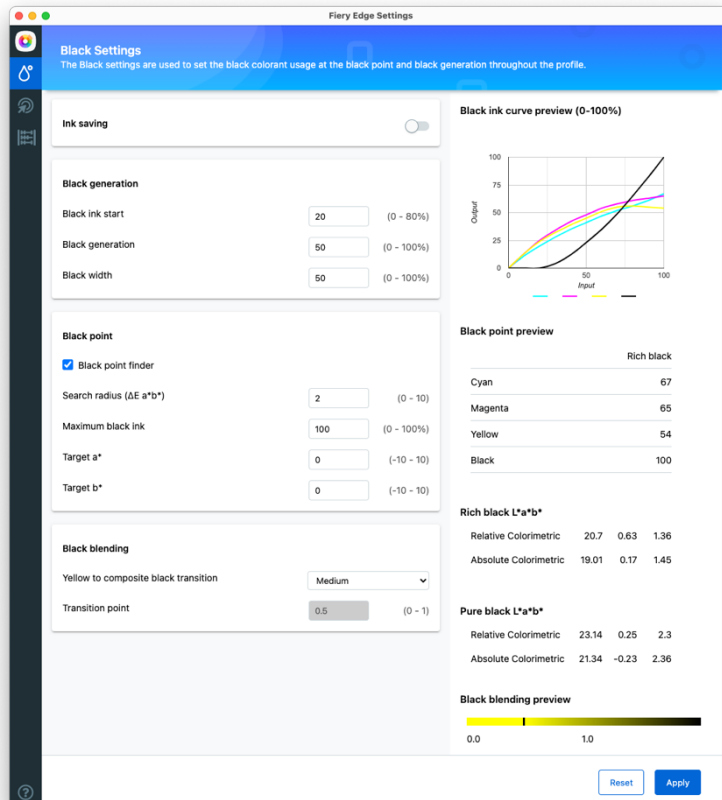 Fiery Edge Settings
Black Settings
The Black settings are used to set the black colorant usage at the black point and black generation throughout the profile.
Ink saving
Black generation
Black ink start 20 (0 - 80%)
Black generation 50 (0 - 100%)
Black width 50 (0 - 100%)
Black point
Black point finder
Search radius (ΔE a*b*) 2 (0 - 10)
Maximum black ink 100 (0 - 100%)
Target a* 0 (-10 - 10)
Target b* 0 (-10 - 10)
Black blending
Yellow to composite black transition Medium
Transition point 0.5 (0 - 1)
Black ink curve preview (0-100%)
100
75
50
25
0
Output
0 50 100
Input
Black point preview
Rich black
Cyan 67
Magenta 65
Yellow 54
Black 100
Rich black L*a*b*
Relative Colorimetric 20.7 0.63 1.36
Absolute Colorimetric 19.01 0.17 1.45
Pure black L*a*b*
Relative Colorimetric 23.14 0.25 2.3
Absolute Colorimetric 21.34 -0.23 2.36
Black blending preview
0.0 1.0
?
Reset Apply